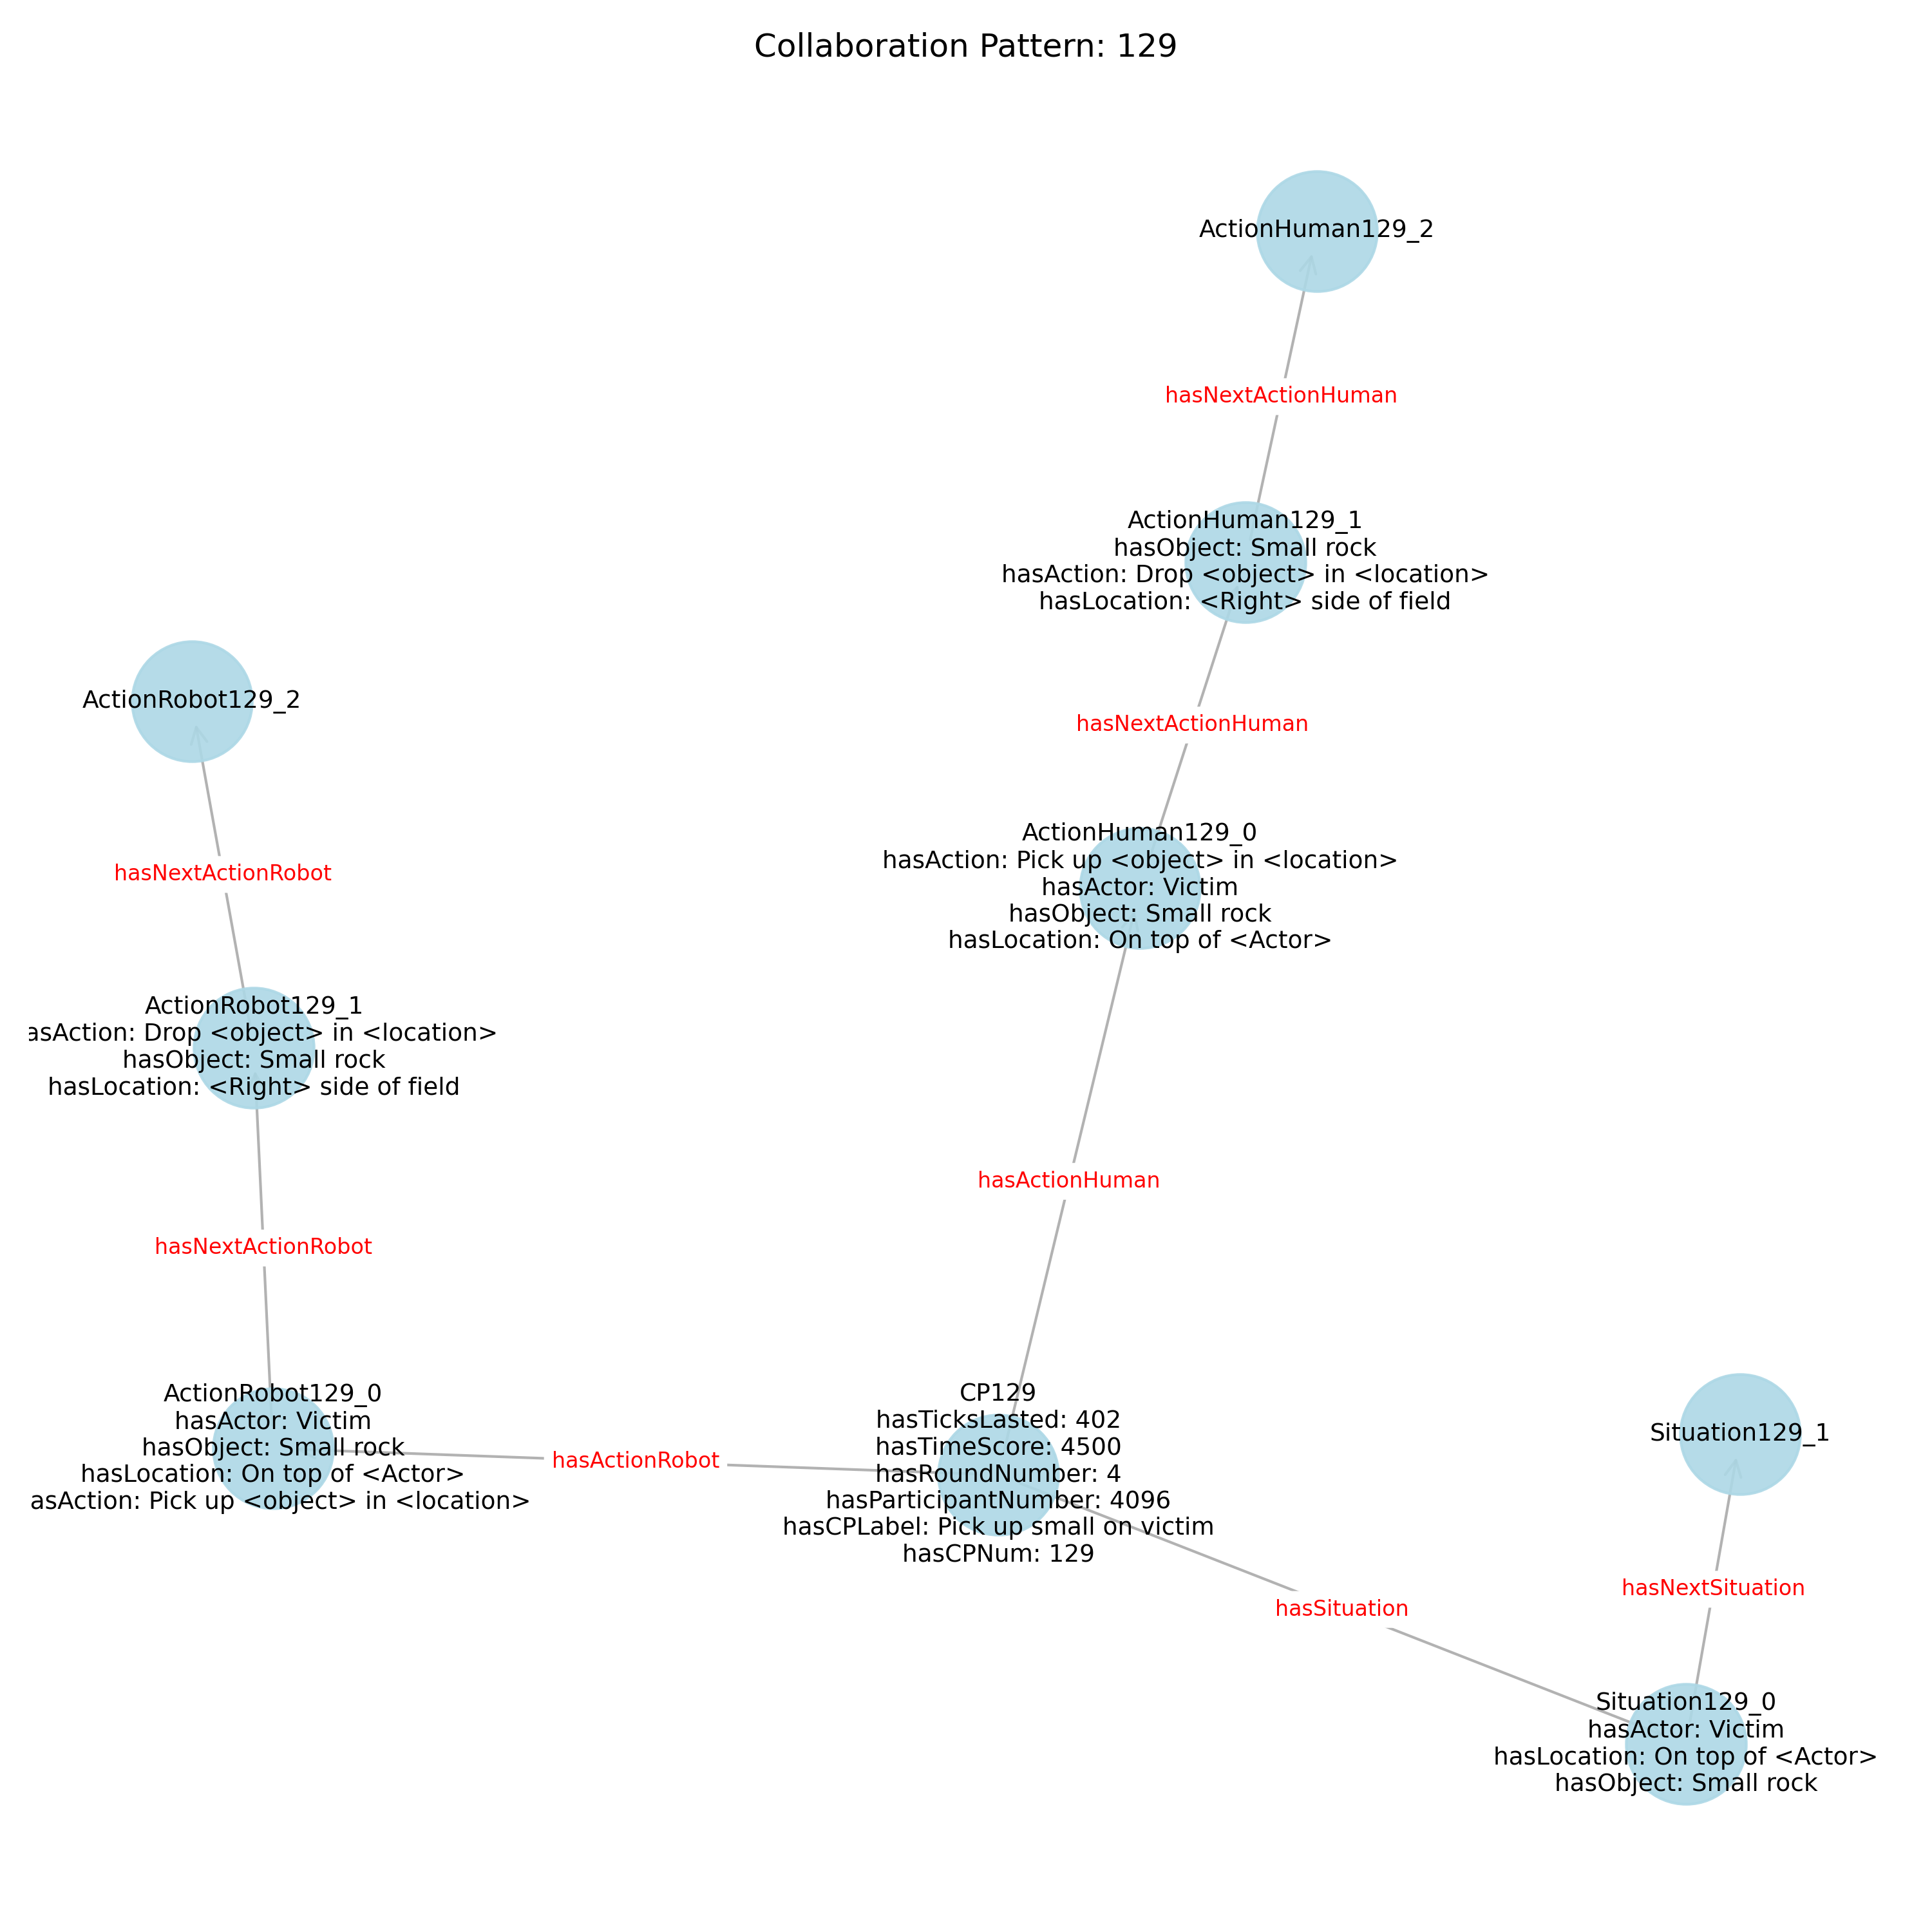 Collaboration Pattern: 129
ActionHuman129_2
hasNextActionHuman
ActionHuman129_1
hasObject: Small rock
hasAction: Drop <object> in <location>
hasLocation: <Right> side of field
ActionRobot129_2
hasNextActionHuman
ActionHuman129_0
hasAction: Pick up <object> in <location>
hasActor: Victim
hasObject: Small rock
hasLocation: On top of <Actor>
hasNextActionRobot
ActionRobot129_1
asAction: Drop <object> in <location>
hasObject: Small rock
hasLocation: <Right> side of field
hasActionHuman
hasNextActionRobot
ActionRobot129_0
hasActor: Victim
hasObject: Small rock
hasLocation: On top of <Actor>
asAction: Pick up <object> in <location>
hasActionRobot
CP129
hasTicksLasted: 402
hasTimeScore: 4500
hasRoundNumber: 4
hasParticipantNumber: 4096
hasCPLabel: Pick up small on victim
hasCPNum: 129
Situation129_1
hasNextSituation
hasSituation
Situation129_0
hasActor: Victim
hasLocation: On top of <Actor>
hasObject: Small rock